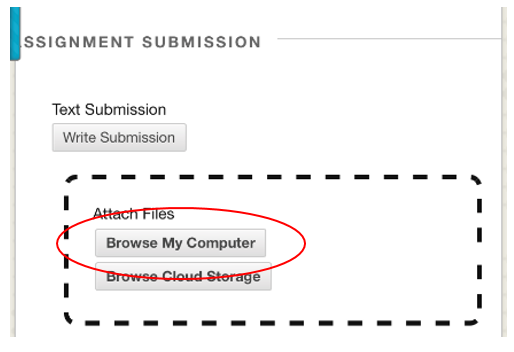 SSIGNMENT SUBMISSION
Text Submission
Write Submission
Attach Files
Browse My Computer
Browse Cloud Storage